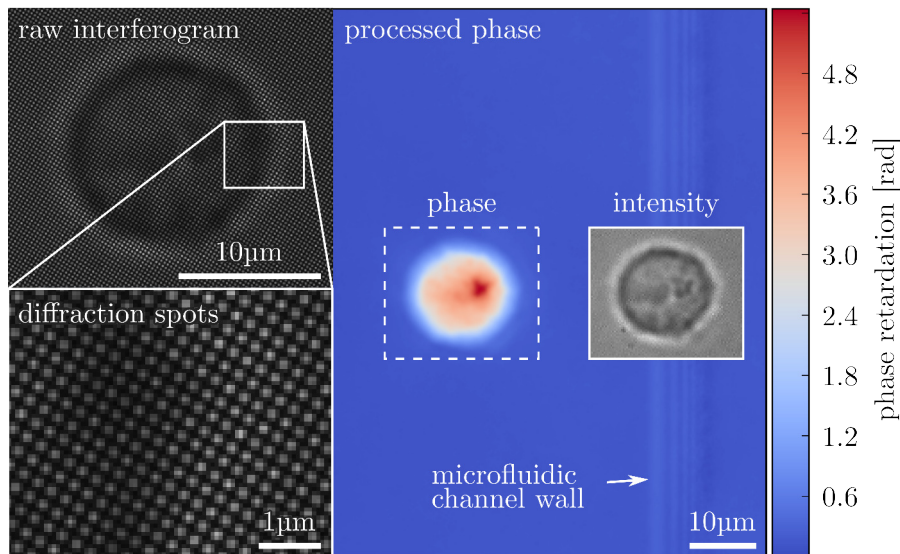 raw interferogram
10µm
diffraction spots
1µm
processed phase
phase
intensity
microfluidic
channel wall
10µm
4.8
4.2
3.6
3.0
2.4
1.8
1.2
0.6
phase retardation [rad]